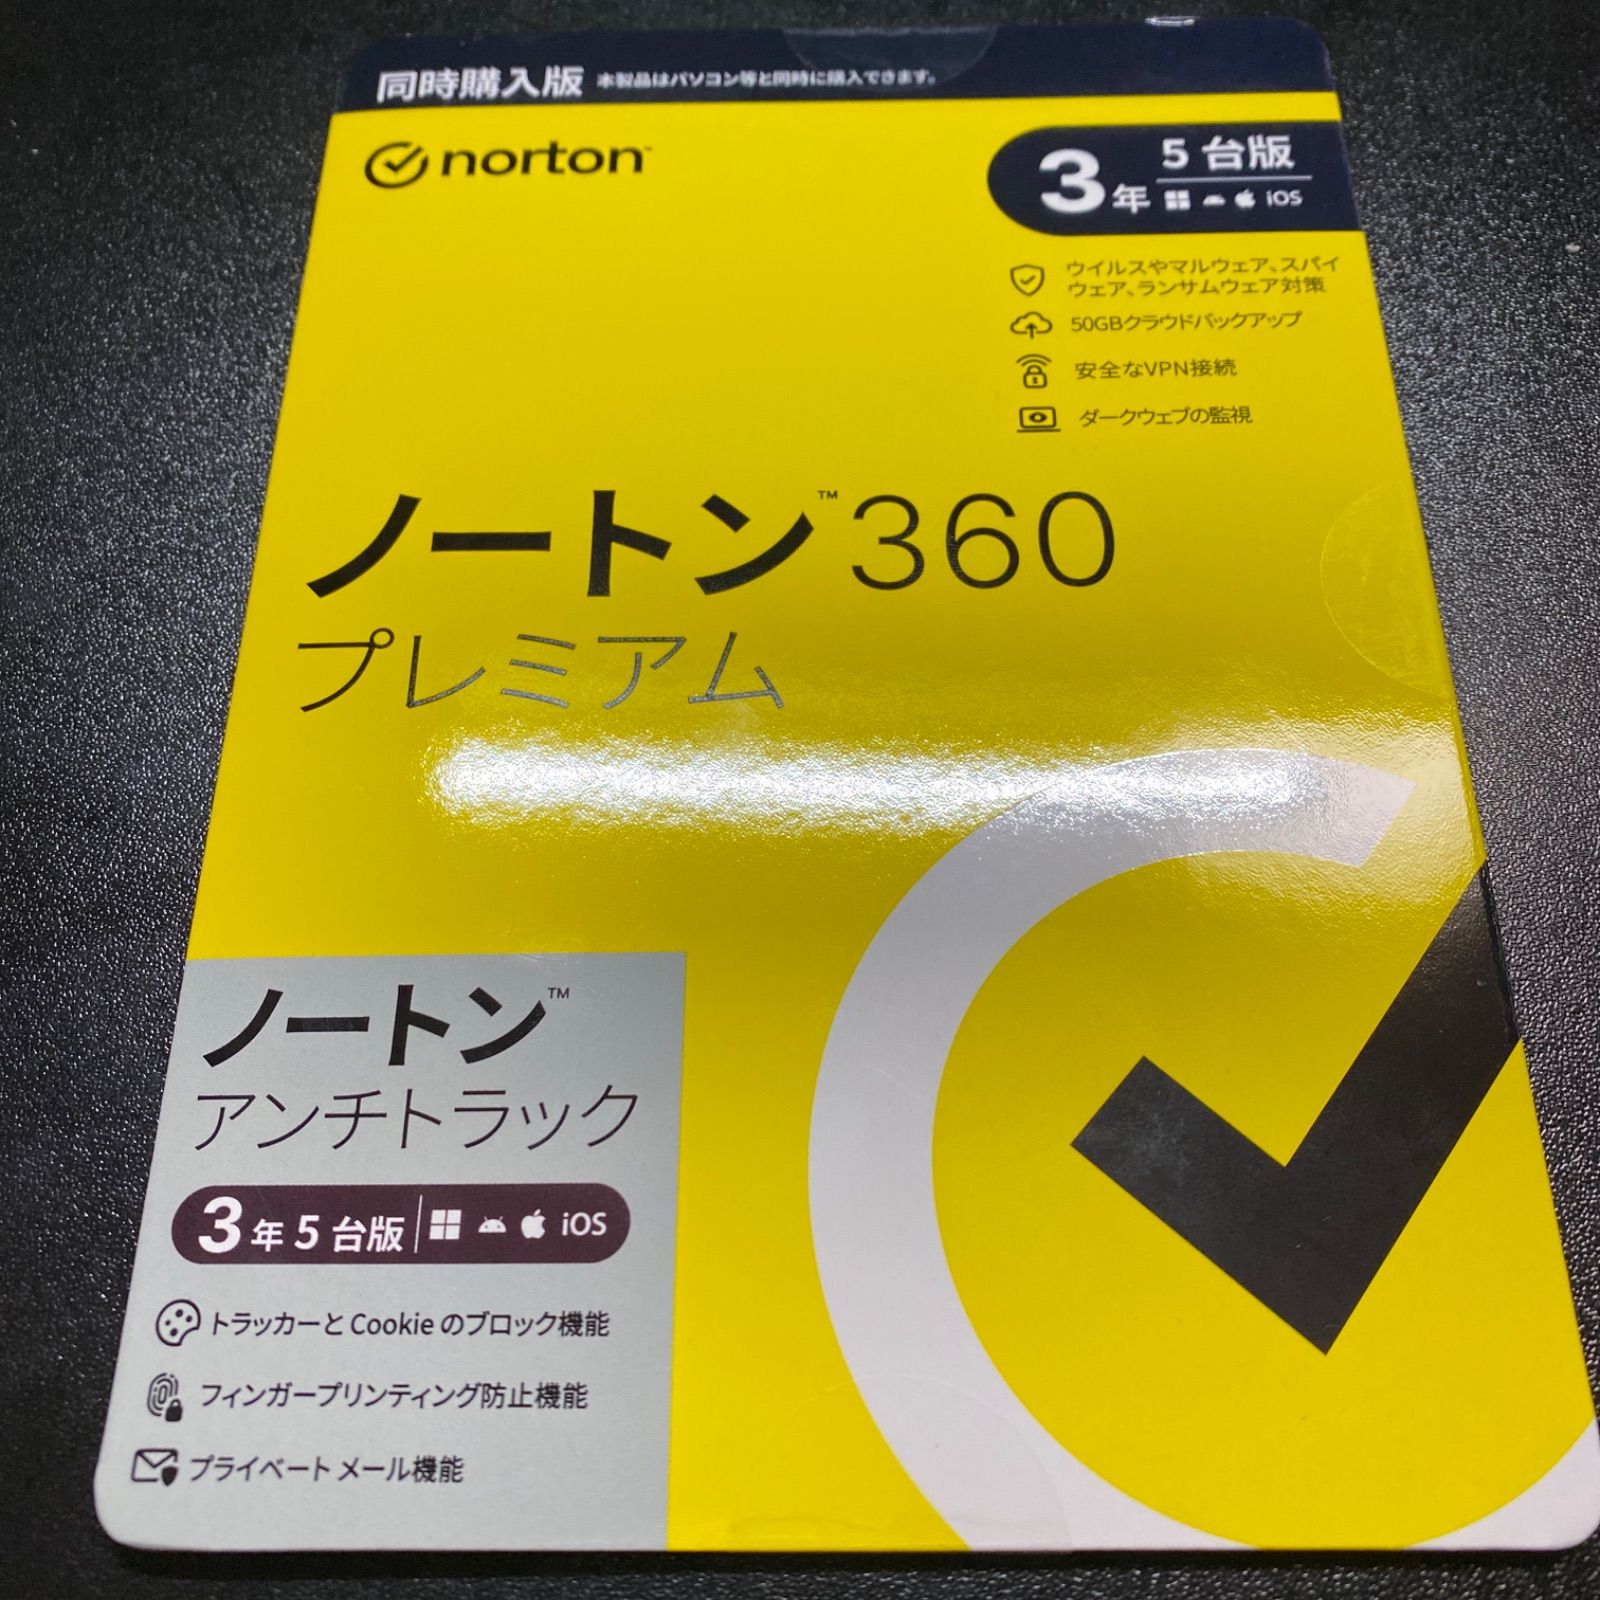 同時購入版 本製品はパソコン等と同時に購入できます。
norton
3年 5台版
iOS
ウイルスやマルウェア、スパイ
ウェア、ランサムウェア対策
50GBクラウドバックアップ
安全なVPN接続
ダークウェブの監視
ノートン™360
プレミアム
ノートン™
アンチトラック
3年5台版 iOS
トラッカーとCookieのブロック機能
フィンガープリンティング防止機能
プライベートメール機能